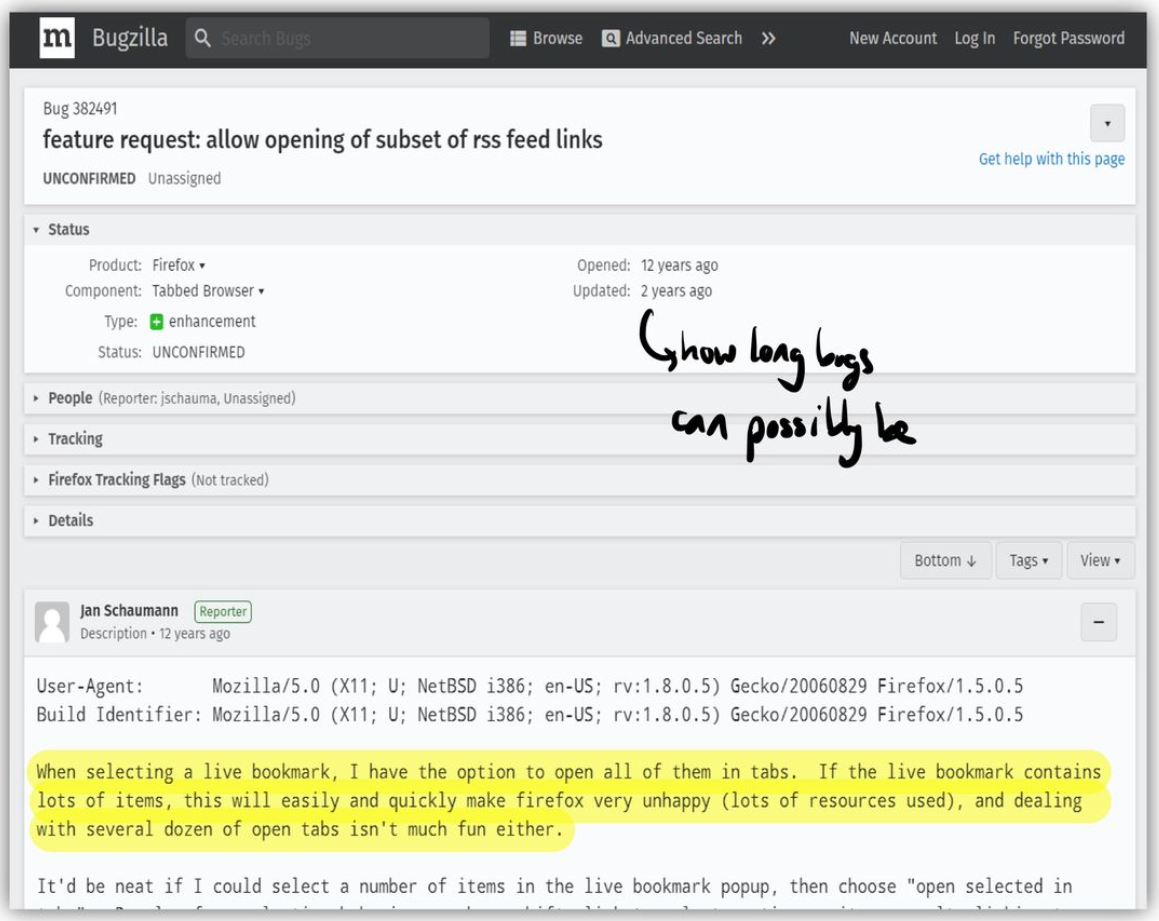 m Bugzilla Search Bugs Browse Advanced Search >> New Account Log In Forgot Password
Bug 382491
feature request: allow opening of subset of rss feed links
Get help with this page
UNCONFIRMED Unassigned
Status
Product: Firefox
Opened: 12 years ago
Component: Tabbed Browser
Updated: 2 years ago
Type: enhancement
Status: UNCONFIRMED
how long bugs
can possibly be
People (Reporter: jschauma, Unassigned)
Tracking
Firefox Tracking Flags (Not tracked)
Details
Bottom ↓ Tags View
Jan Schaumann Reporter
Description • 12 years ago
User-Agent: Mozilla/5.0 (X11; U; NetBSD i386; en-US; rv:1.8.0.5) Gecko/20060829 Firefox/1.5.0.5
Build Identifier: Mozilla/5.0 (X11; U; NetBSD i386; en-US; rv:1.8.0.5) Gecko/20060829 Firefox/1.5.0.5
When selecting a live bookmark, I have the option to open all of them in tabs. If the live bookmark contains
lots of items, this will easily and quickly make firefox very unhappy (lots of resources used), and dealing
with several dozen of open tabs isn't much fun either.
It'd be neat if I could select a number of items in the live bookmark popup, then choose "open selected in